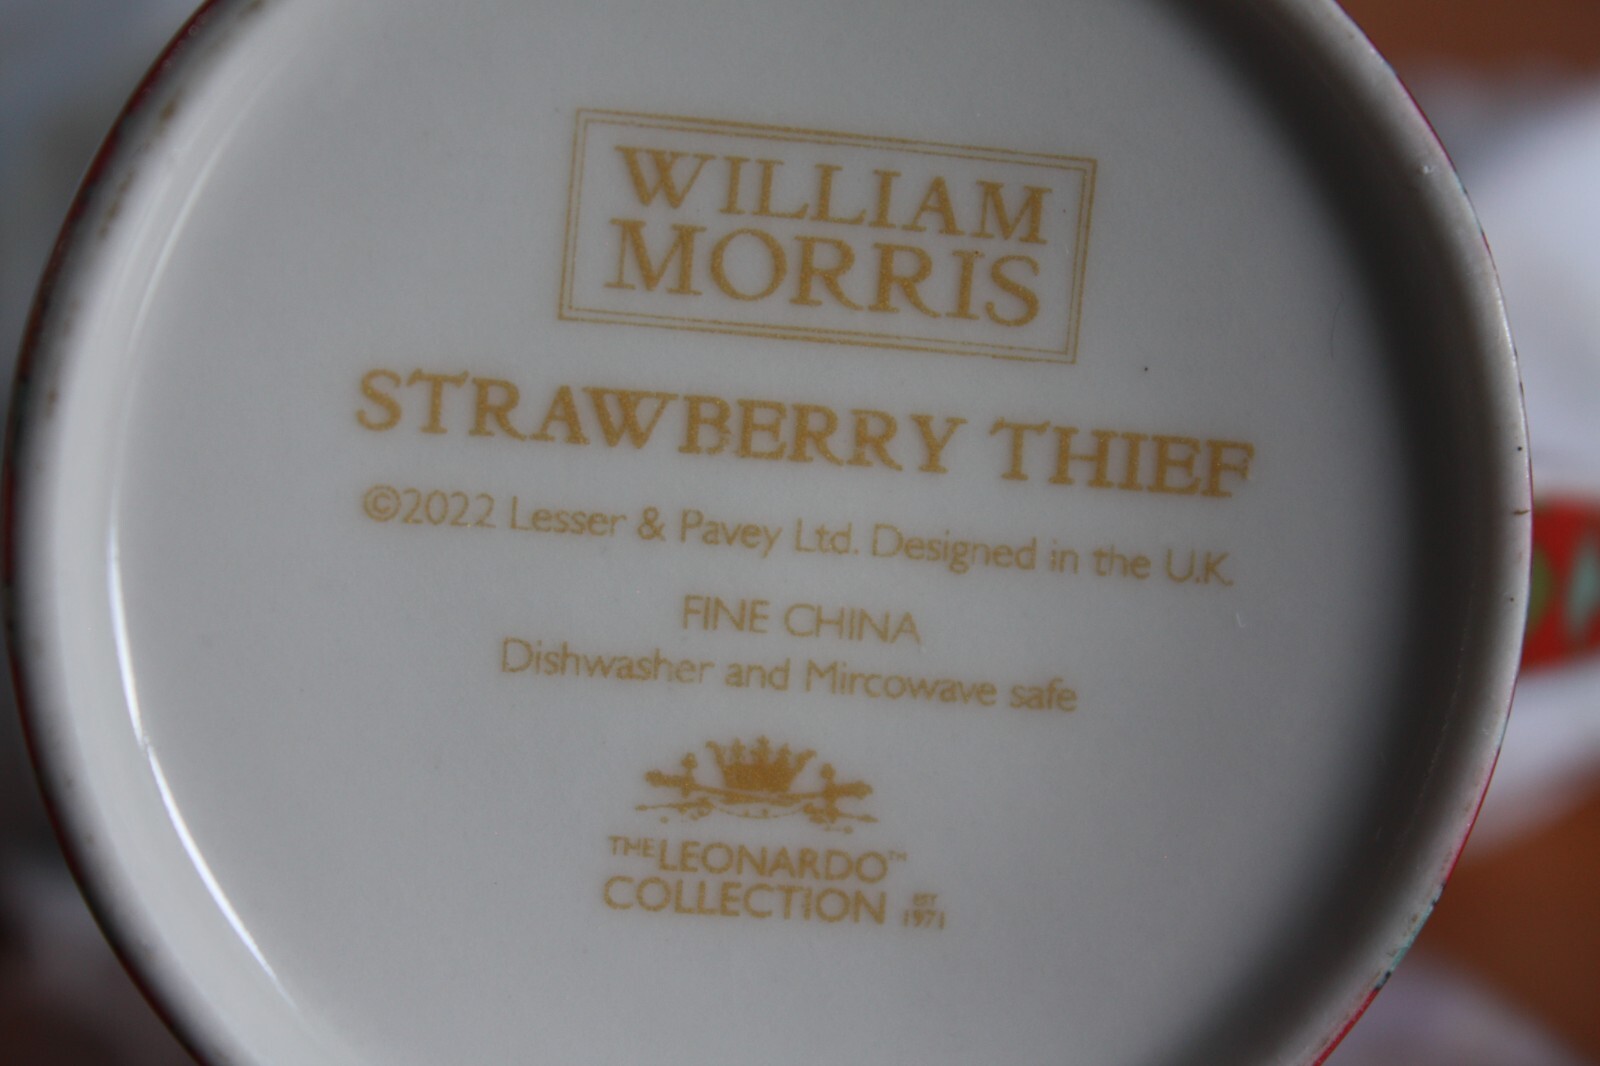 WILLIAM
MORRIS
STRAWBERRY THIEF
©2022 Lesser & Pavey Ltd. Designed in the U.K.
FINE CHINA
Dishwasher and Mircowave safe
THE LEONARDO™
COLLECTION EST 1971